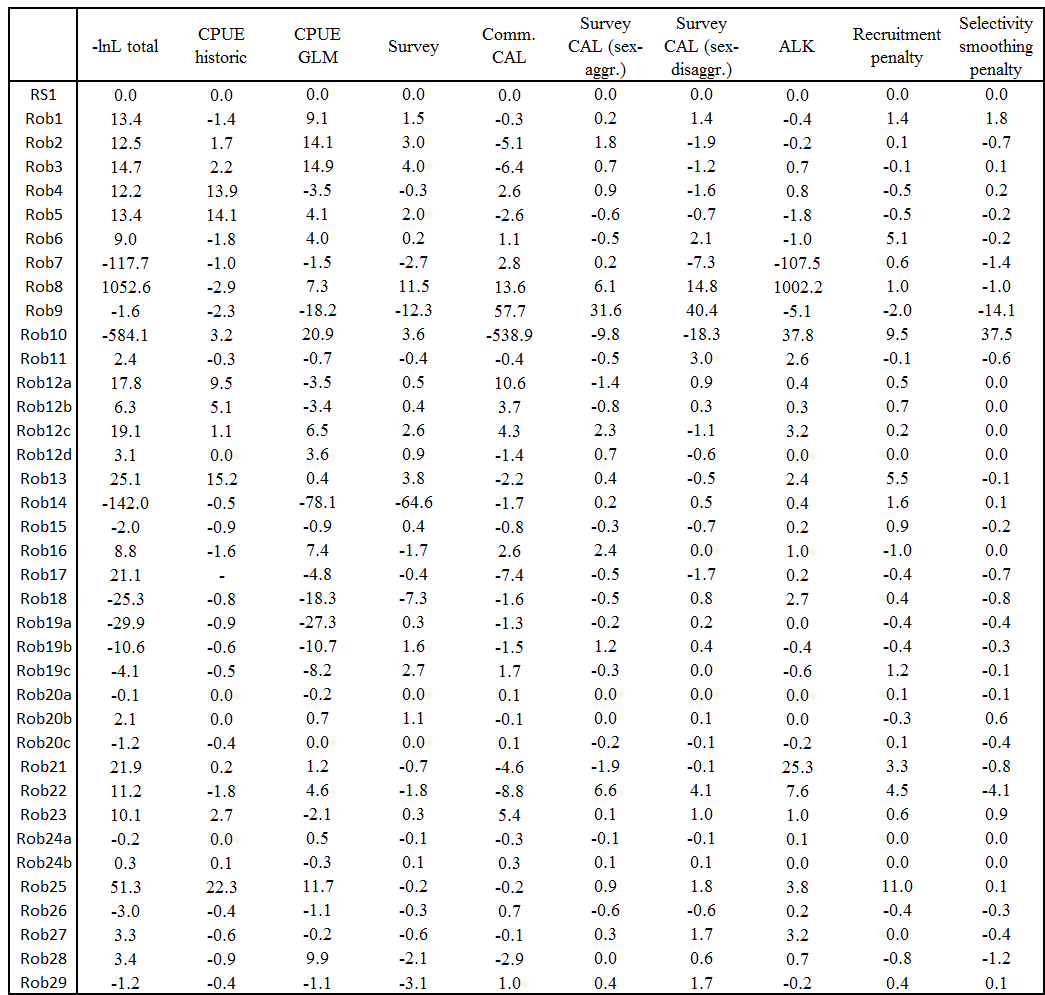 -lnL total CPUE historic CPUE GLM Survey Comm. CAL Survey CAL (sex-aggr.) Survey CAL (sex-disaggr.) ALK Recruitment penalty Selectivity smoothing penalty
RS1 0.0 0.0 0.0 0.0 0.0 0.0 0.0 0.0 0.0 0.0
Rob1 13.4 -1.4 9.1 1.5 -0.3 0.2 1.4 -0.4 1.4 1.8
Rob2 12.5 1.7 14.1 3.0 -5.1 1.8 -1.9 -0.2 0.1 -0.7
Rob3 14.7 2.2 14.9 4.0 -6.4 0.7 -1.2 0.7 -0.1 0.1
Rob4 12.2 13.9 -3.5 -0.3 2.6 0.9 -1.6 0.8 -0.5 0.2
Rob5 13.4 14.1 4.1 2.0 -2.6 -0.6 -0.7 -1.8 -0.5 -0.2
Rob6 9.0 -1.8 4.0 0.2 1.1 -0.5 2.1 -1.0 5.1 -0.2
Rob7 -117.7 -1.0 -1.5 -2.7 2.8 0.2 -7.3 -107.5 0.6 -1.4
Rob8 1052.6 -2.9 7.3 11.5 13.6 6.1 14.8 1002.2 1.0 -1.0
Rob9 -1.6 -2.3 -18.2 -12.3 57.7 31.6 40.4 -5.1 -2.0 -14.1
Rob10 -584.1 3.2 20.9 3.6 -538.9 -9.8 -18.3 37.8 9.5 37.5
Rob11 2.4 -0.3 -0.7 -0.4 -0.4 -0.5 3.0 2.6 -0.1 -0.6
Rob12a 17.8 9.5 -3.5 0.5 10.6 -1.4 0.9 0.4 0.5 0.0
Rob12b 6.3 5.1 -3.4 0.4 3.7 -0.8 0.3 0.3 0.7 0.0
Rob12c 19.1 1.1 6.5 2.6 4.3 2.3 -1.1 3.2 0.2 0.0
Rob12d 3.1 0.0 3.6 0.9 -1.4 0.7 -0.6 0.0 0.0 0.0
Rob13 25.1 15.2 0.4 3.8 -2.2 0.4 -0.5 2.4 5.5 -0.1
Rob14 -142.0 -0.5 -78.1 -64.6 -1.7 0.2 0.5 0.4 1.6 0.1
Rob15 -2.0 -0.9 -0.9 0.4 -0.8 -0.3 -0.7 0.2 0.9 -0.2
Rob16 8.8 -1.6 7.4 -1.7 2.6 2.4 0.0 1.0 -1.0 0.0
Rob17 21.1 - -4.8 -0.4 -7.4 -0.5 -1.7 0.2 -0.4 -0.7
Rob18 -25.3 -0.8 -18.3 -7.3 -1.6 -0.5 0.8 2.7 0.4 -0.8
Rob19a -29.9 -0.9 -27.3 0.3 -1.3 -0.2 0.2 0.0 -0.4 -0.4
Rob19b -10.6 -0.6 -10.7 1.6 -1.5 1.2 0.4 -0.4 -0.4 -0.3
Rob19c -4.1 -0.5 -8.2 2.7 1.7 -0.3 0.0 -0.6 1.2 -0.1
Rob20a -0.1 0.0 -0.2 0.0 0.1 0.0 0.0 0.0 0.1 -0.1
Rob20b 2.1 0.0 0.7 1.1 -0.1 0.0 0.1 0.0 -0.3 0.6
Rob20c -1.2 -0.4 0.0 0.0 0.1 -0.2 -0.1 -0.2 0.1 -0.4
Rob21 21.9 0.2 1.2 -0.7 -4.6 -1.9 -0.1 25.3 3.3 -0.8
Rob22 11.2 -1.8 4.6 -1.8 -8.8 6.6 4.1 7.6 4.5 -4.1
Rob23 10.1 2.7 -2.1 0.3 5.4 0.1 1.0 1.0 0.6 0.9
Rob24a -0.2 0.0 0.5 -0.1 -0.3 -0.1 -0.1 0.1 0.0 0.0
Rob24b 0.3 0.1 -0.3 0.1 0.3 0.1 0.1 0.0 0.0 0.0
Rob25 51.3 22.3 11.7 -0.2 -0.2 0.9 1.8 3.8 11.0 0.1
Rob26 -3.0 -0.4 -1.1 -0.3 0.7 -0.6 -0.6 0.2 -0.4 -0.3
Rob27 3.3 -0.6 -0.2 -0.6 -0.1 0.3 1.7 3.2 0.0 -0.4
Rob28 3.4 -0.9 9.9 -2.1 -2.9 0.0 0.6 0.7 -0.8 -1.2
Rob29 -1.2 -0.4 -1.1 -3.1 1.0 0.4 1.7 -0.2 0.4 0.1